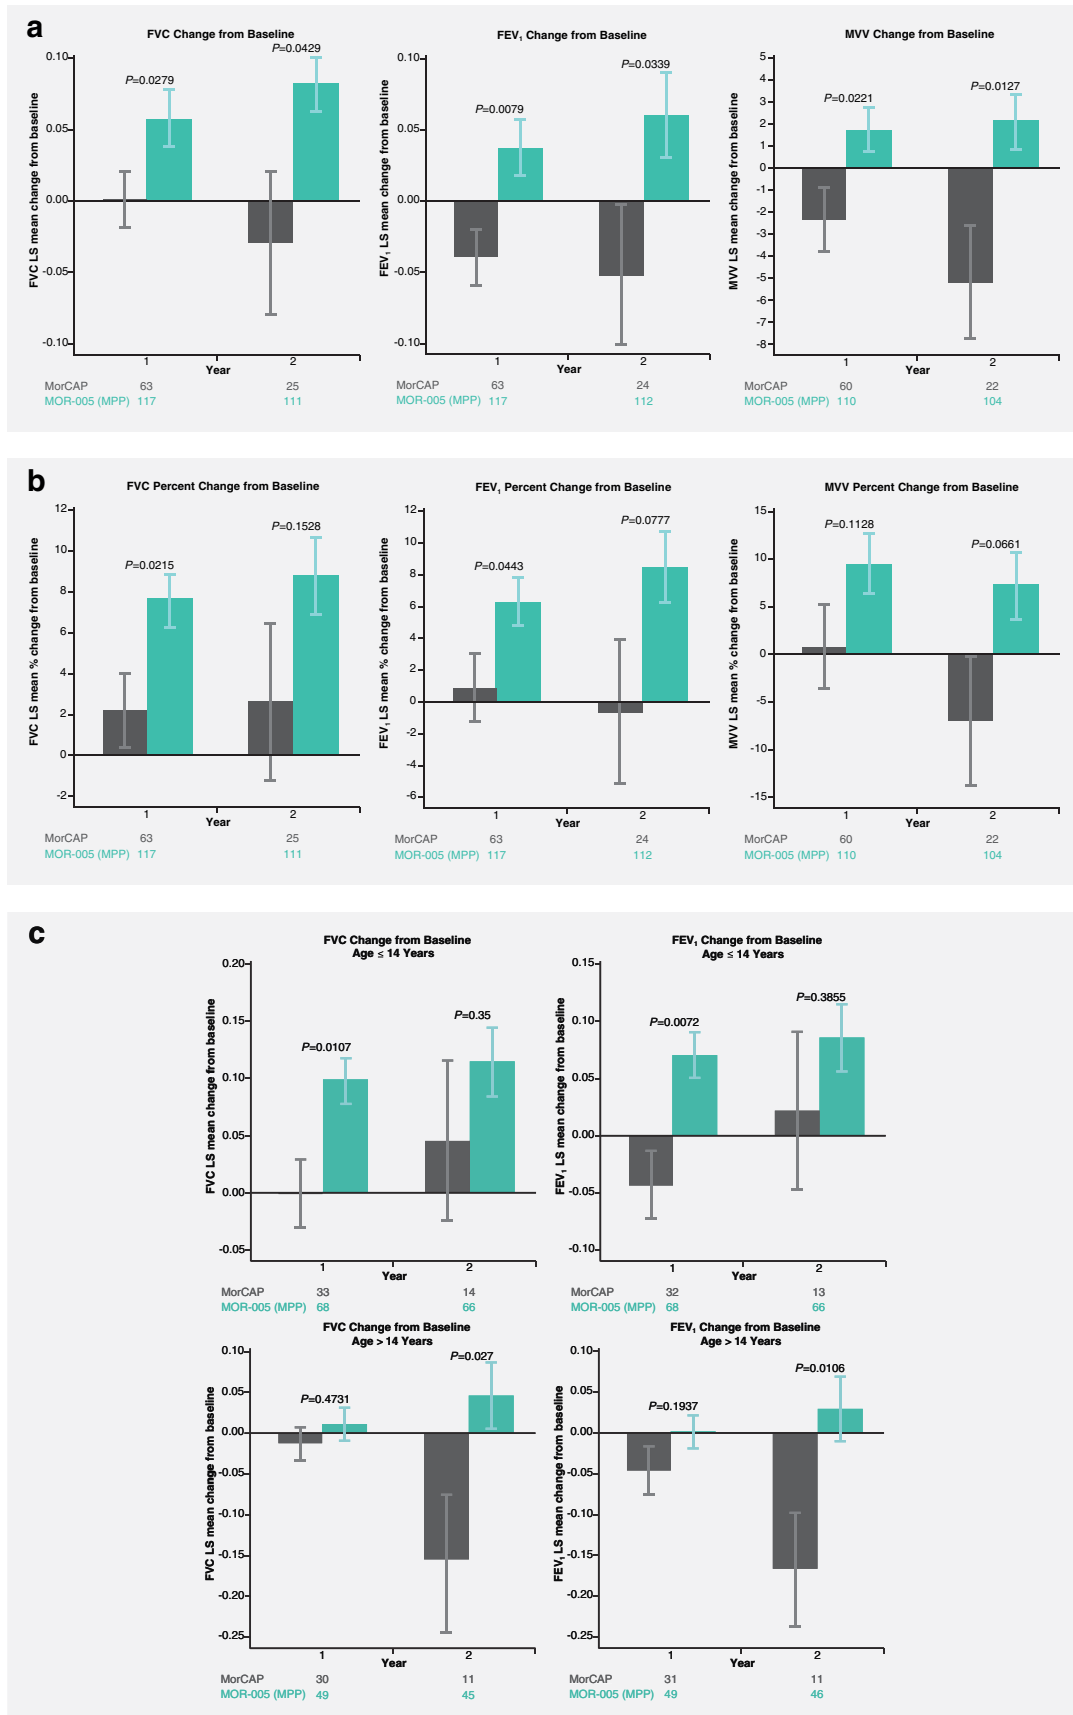 a
FVC Change from Baseline
FVC LS mean change from baseline
0.10
0.05
0.00
-0.05
-0.10
P=0.0279
P=0.0429
1
2
Year
MorCAP 63 25
MOR-005 (MPP) 117 111
FEV1 Change from Baseline
FEV1 LS mean change from baseline
0.10
0.05
0.00
-0.05
-0.10
P=0.0079
P=0.0339
1
2
Year
MorCAP 63 24
MOR-005 (MPP) 117 112
MVV Change from Baseline
MVV LS mean change from baseline
5
4
3
2
1
0
-1
-2
-3
-4
-5
-6
-7
-8
P=0.0221
P=0.0127
1
2
Year
MorCAP 60 22
MOR-005 (MPP) 110 104
b
FVC Percent Change from Baseline
FVC LS mean % change from baseline
12
10
8
6
4
2
0
-2
P=0.0215
P=0.1528
1
2
Year
MorCAP 63 25
MOR-005 (MPP) 117 111
FEV1 Percent Change from Baseline
FEV1 LS mean % change from baseline
12
10
8
6
4
2
0
-2
-4
-6
P=0.0443
P=0.0777
1
2
Year
MorCAP 63 24
MOR-005 (MPP) 117 112
MVV Percent Change from Baseline
MVV LS mean % change from baseline
15
10
5
0
-5
-10
-15
P=0.1128
P=0.0661
1
2
Year
MorCAP 60 22
MOR-005 (MPP) 110 104
c
FVC Change from Baseline
Age ≤ 14 Years
FVC LS mean change from baseline
0.20
0.15
0.10
0.05
0.00
-0.05
P=0.0107
P=0.35
1
2
Year
MorCAP 33 14
MOR-005 (MPP) 68 66
FEV1 Change from Baseline
Age ≤ 14 Years
FEV1 LS mean change from baseline
0.15
0.10
0.05
0.00
-0.05
-0.10
P=0.0072
P=0.3855
1
2
Year
MorCAP 32 13
MOR-005 (MPP) 68 66
FVC Change from Baseline
Age > 14 Years
FVC LS mean change from baseline
0.10
0.05
0.00
-0.05
-0.10
-0.15
-0.20
-0.25
P=0.4731
P=0.027
1
2
Year
MorCAP 30 11
MOR-005 (MPP) 49 45
FEV1 Change from Baseline
Age > 14 Years
FEV1 LS mean change from baseline
0.10
0.05
0.00
-0.05
-0.10
-0.15
-0.20
-0.25
P=0.1937
P=0.0106
1
2
Year
MorCAP 31 11
MOR-005 (MPP) 49 46